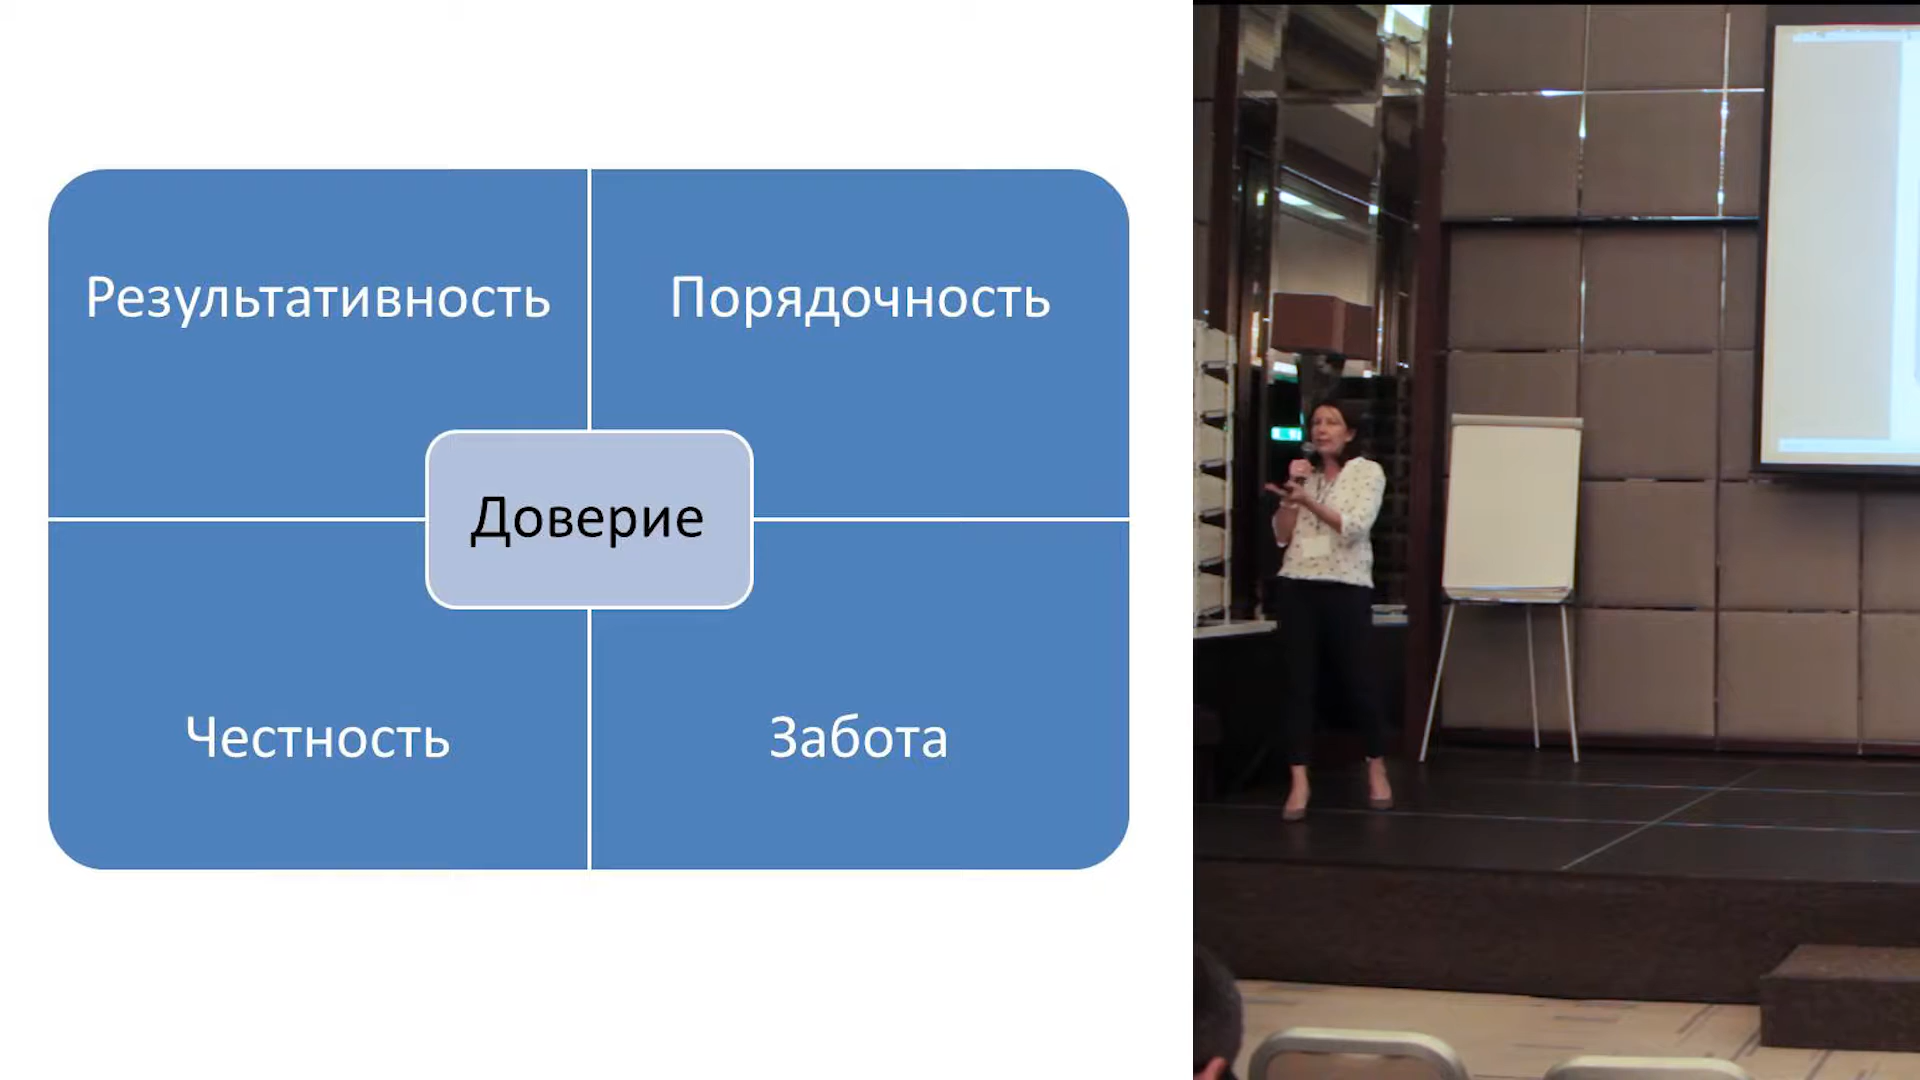 Результативность
Порядочность
Доверие
Честность
Забота